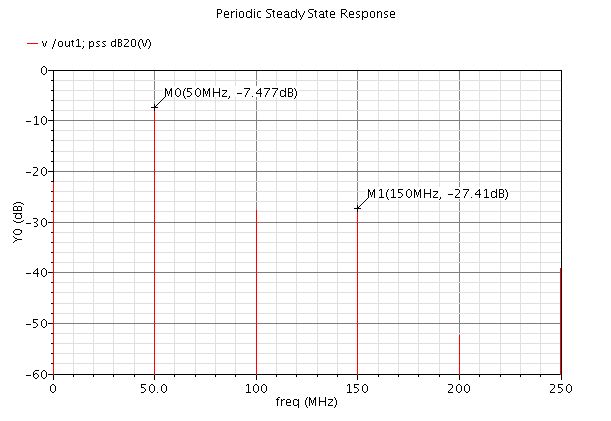 Periodic Steady State Response
— v /out1; pss dB20(V)
0
M0(50MHz, -7.477dB)
-10
-20
M1(150MHz, -27.41dB)
-30
Y0 (dB)
-40
-50
-60
0 50.0 100 150 200 250
freq (MHz)